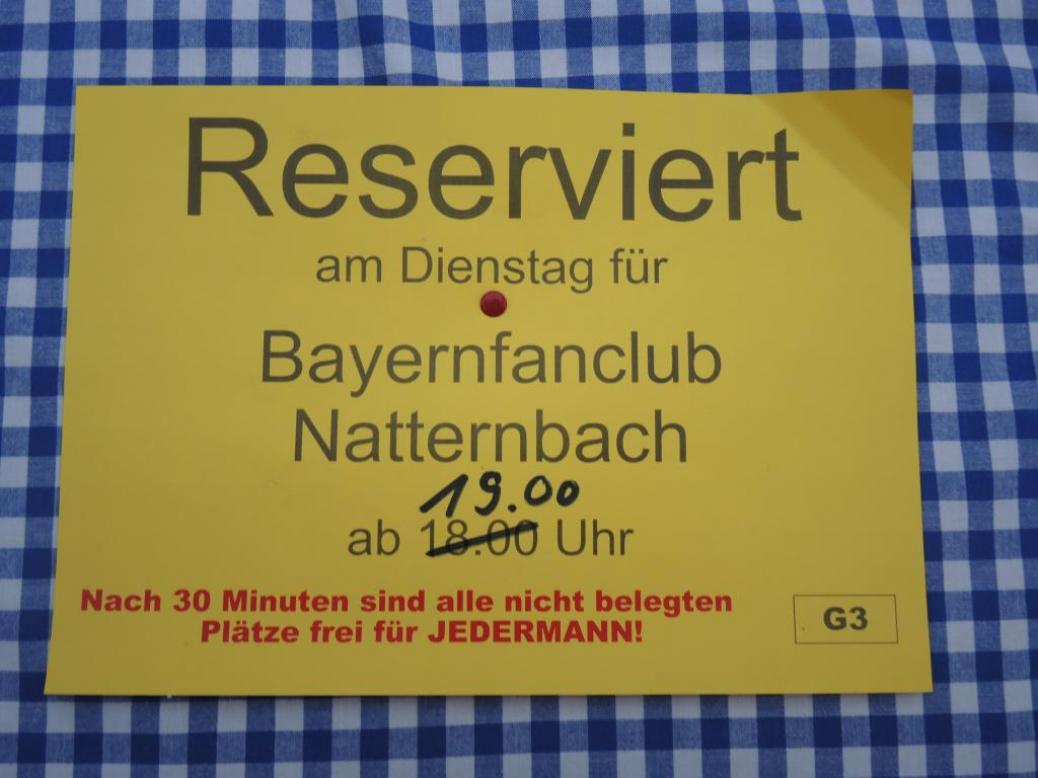 Reserviert
am Dienstag für
Bayernfanclub
Natternbach
19.00
ab 18.00 Uhr
Nach 30 Minuten sind alle nicht belegten
Plätze frei für JEDERMANN!
G3